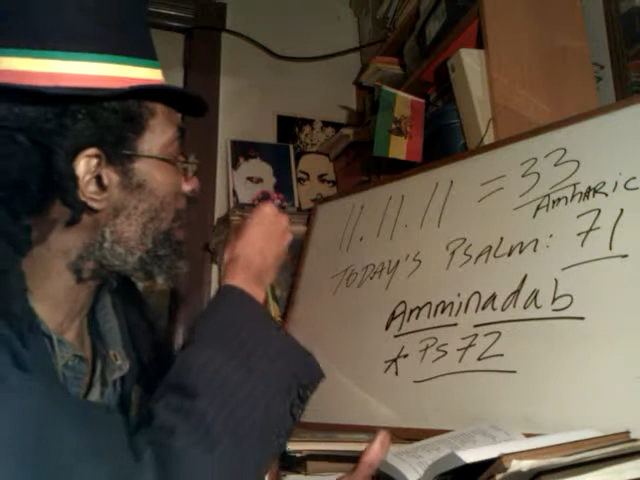 11.11.11 = 33
AMHARIC
TODAY'S PSALM: 71
Amminadab
* PS 72